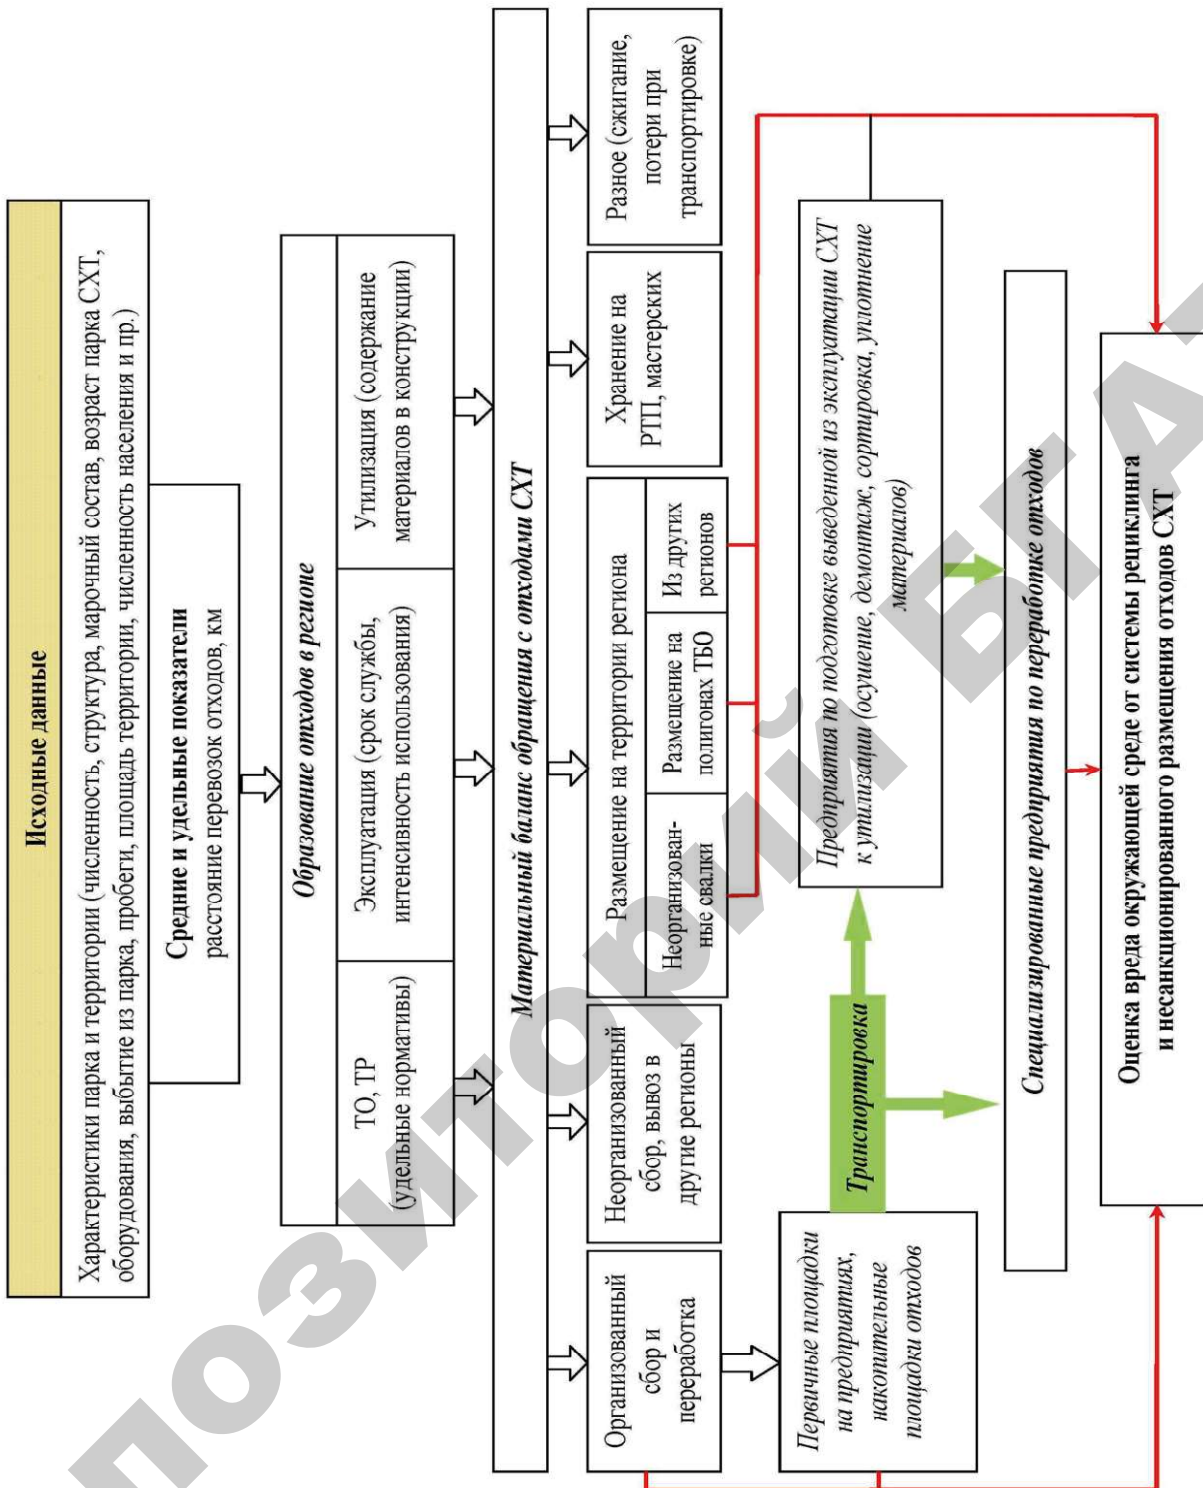 Исходные данные
Характеристики парка и территории (численность, структура, марочный состав, возраст парка СХТ,
оборудования, выбытие из парка, пробеги, площадь территории, численность населения и пр.)
Средние и удельные показатели
расстояние перевозок отходов, км
Образование отходов в регионе
ТО, ТР
(удельные нормативы)
Эксплуатация (срок службы,
интенсивность использования)
Утилизация (содержание
материалов в конструкции)
Материальный баланс обращения с отходами СХТ
Организованный
сбор и
переработка
Неорганизованный
сбор, вывоз в
другие регионы
Размещение на территории региона
Неорганизован-
ные свалки
Размещение на
полигонах ТБО
Из других
регионов
Хранение на
РТП, мастерских
Разное (сжигание,
потери при
транспортировке)
Первичные площадки
на предприятиях,
накопительные
площадки отходов
Транспортировка
Предприятия по подготовке выведенной из эксплуатации СХТ
к утилизации (осушение, демонтаж, сортировка, уплотнение
материалов)
Специализированные предприятия по переработке отходов
Оценка вреда окружающей среде от системы рециклинга
и несанкционированного размещения отходов СХТ
позиторий БГАТ